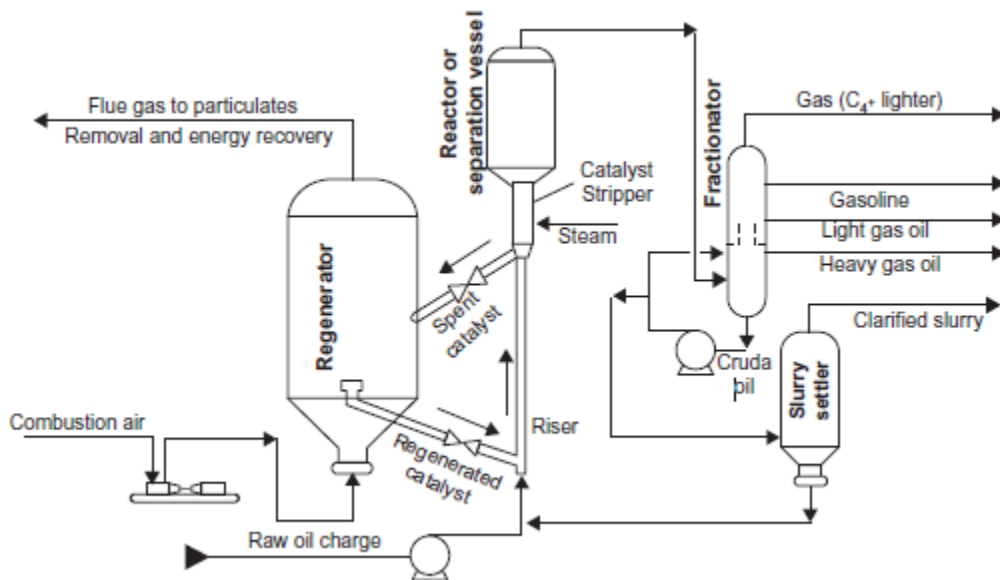 Flue gas to particulates
Removal and energy recovery
Reactor or
separation vessel
Gas (C4+ lighter)
Fractionator
Catalyst
Stripper
Steam
Gasoline
Light gas oil
Heavy gas oil
Regenerator
Spent
catalyst
Clarified slurry
Cruda
pil
Slurry
settler
Combustion air
Riser
Regenerated
catalyst
Raw oil charge